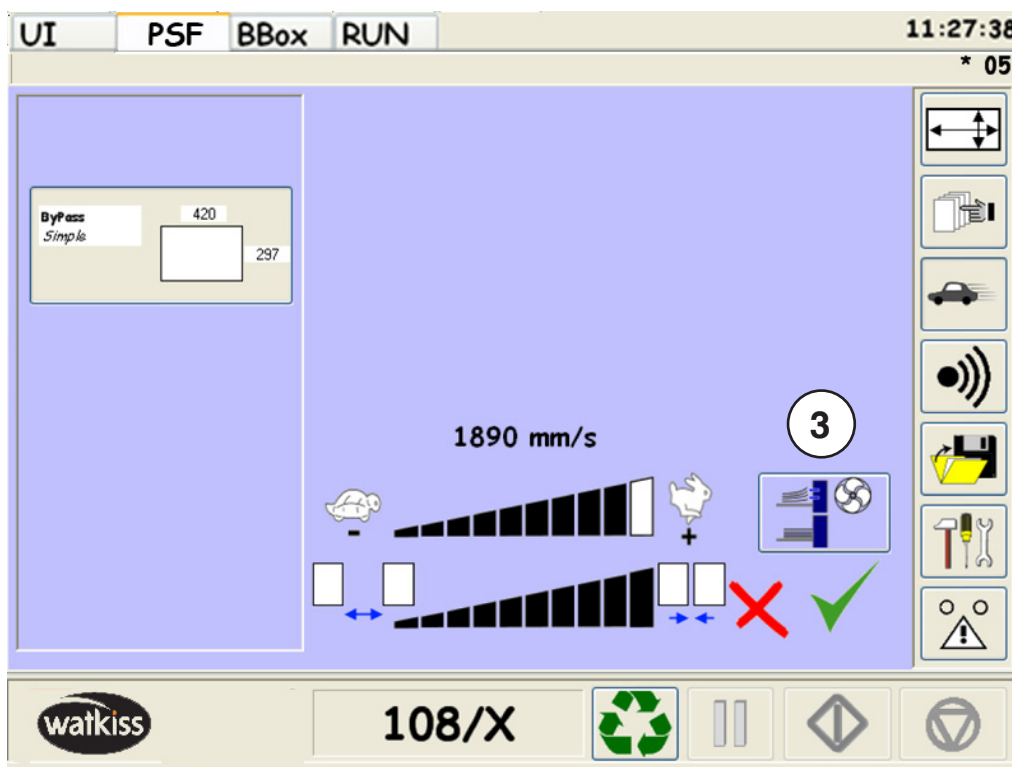 UI PSF BBox RUN 11:27:38
* 05
ByPass
Simple
420
297
3
1890 mm/s
- +
watkiss
108/X